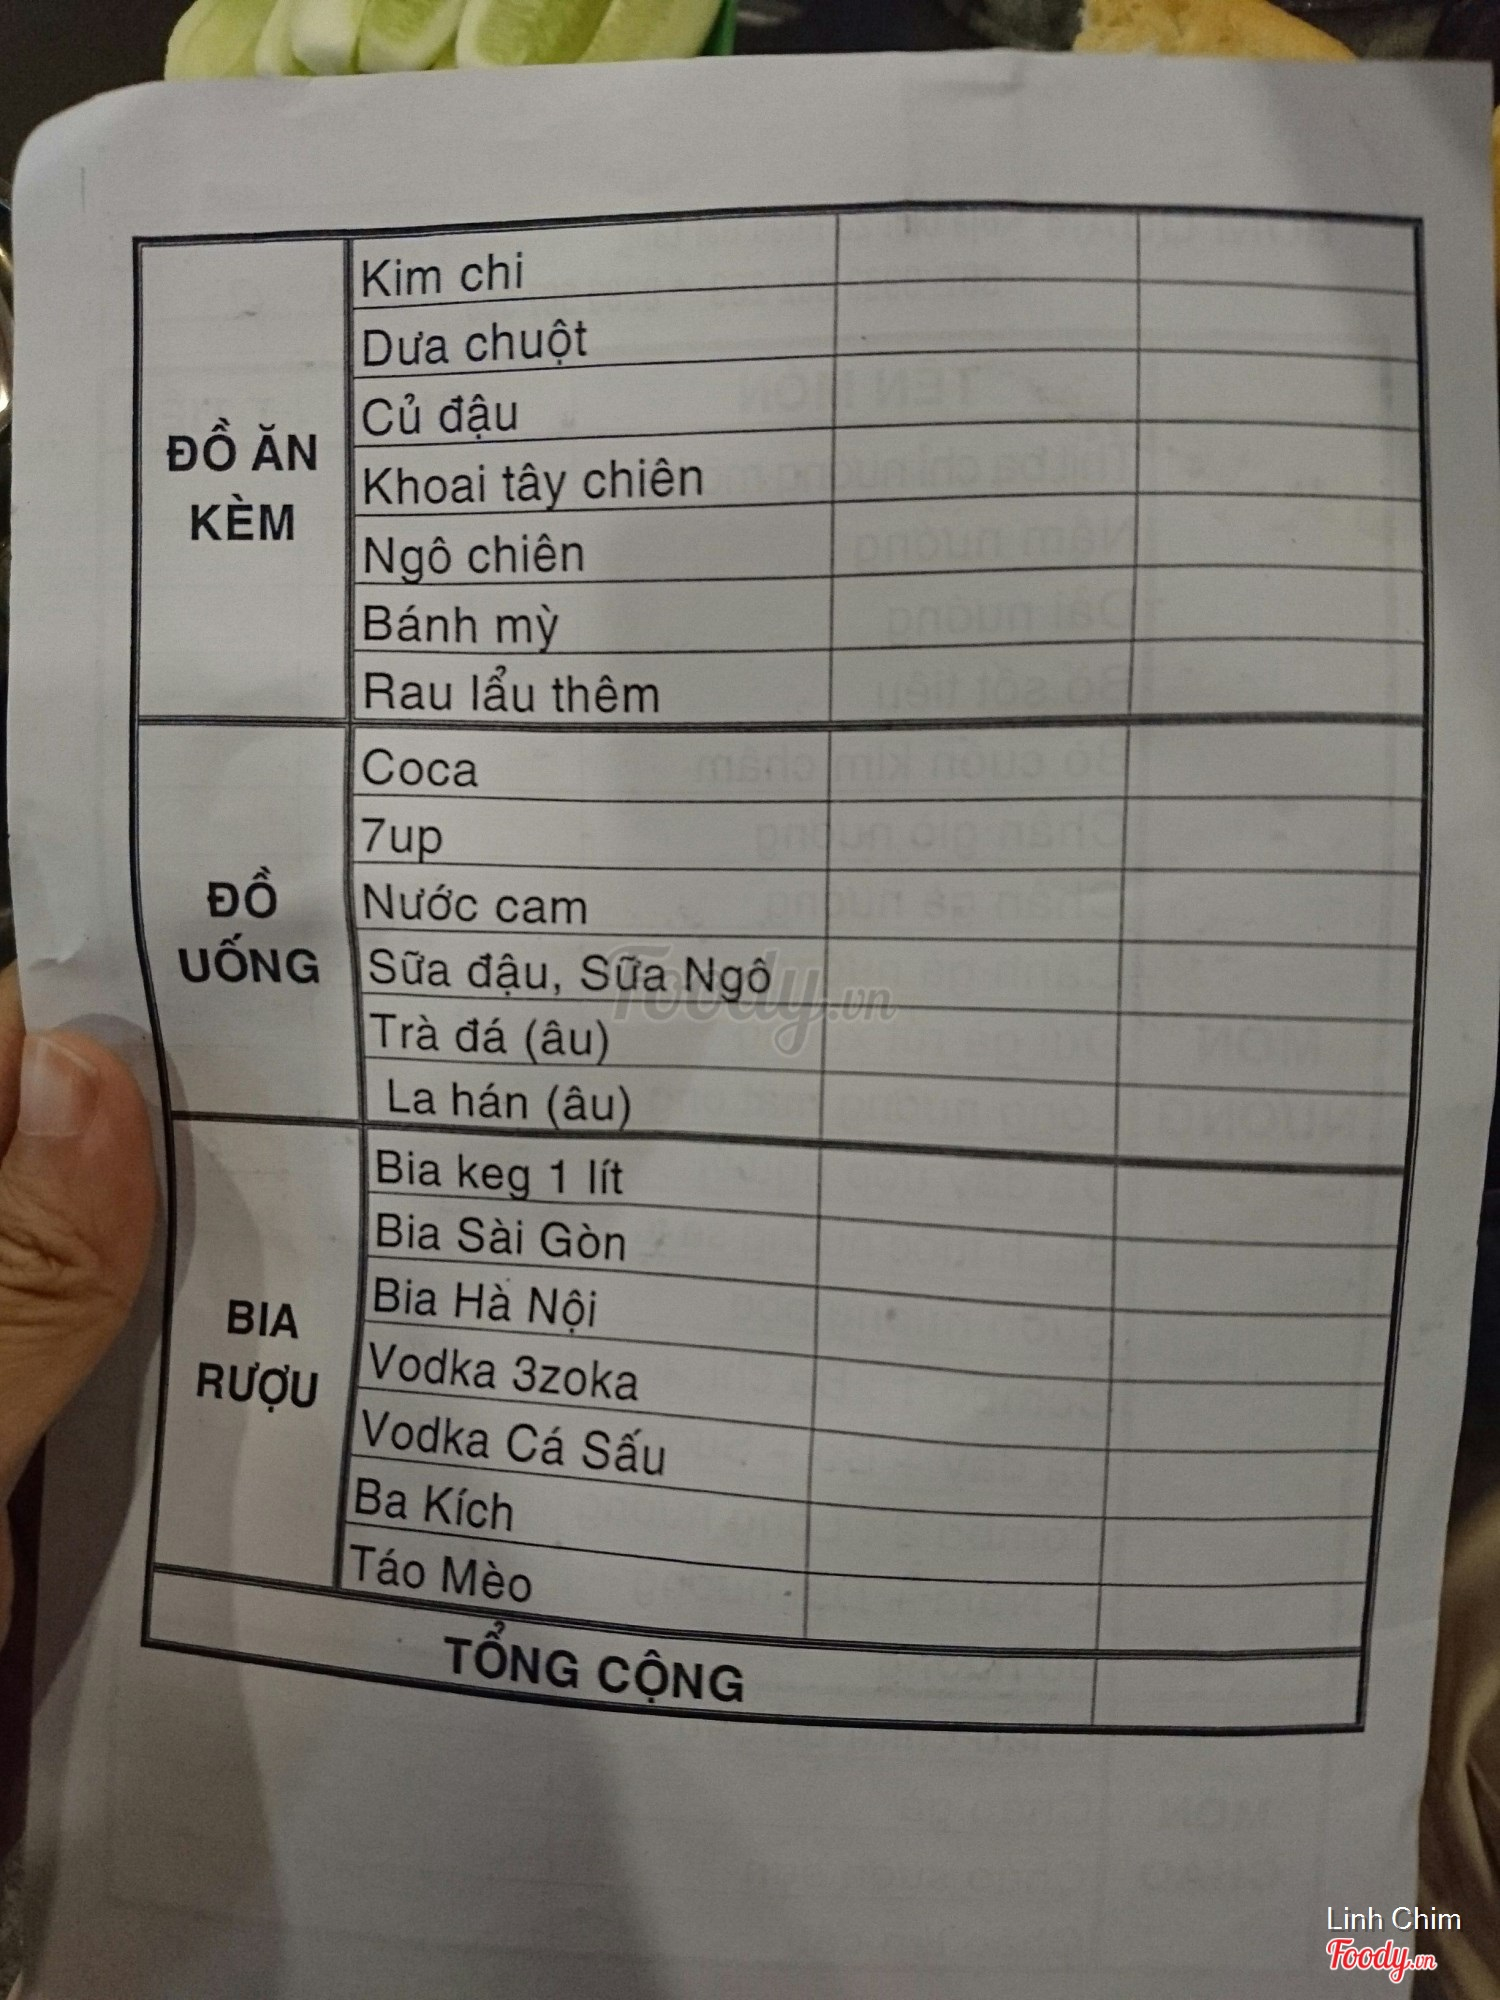 ĐỒ ĂN
KÈM
Kim chi
Dưa chuột
Củ đậu
Khoai tây chiên
Ngô chiên
Bánh mỳ
Rau lẩu thêm
ĐỒ
UỐNG
Coca
7up
Nước cam
Sữa đậu, Sữa Ngô
Trà đá (âu)
La hán (âu)
BIA
RƯỢU
Bia keg 1 lít
Bia Sài Gòn
Bia Hà Nội
Vodka 3zoka
Vodka Cá Sấu
Ba Kích
Táo Mèo
TỔNG CỘNG
Foody.vn
Linh Chim
Foody.vn